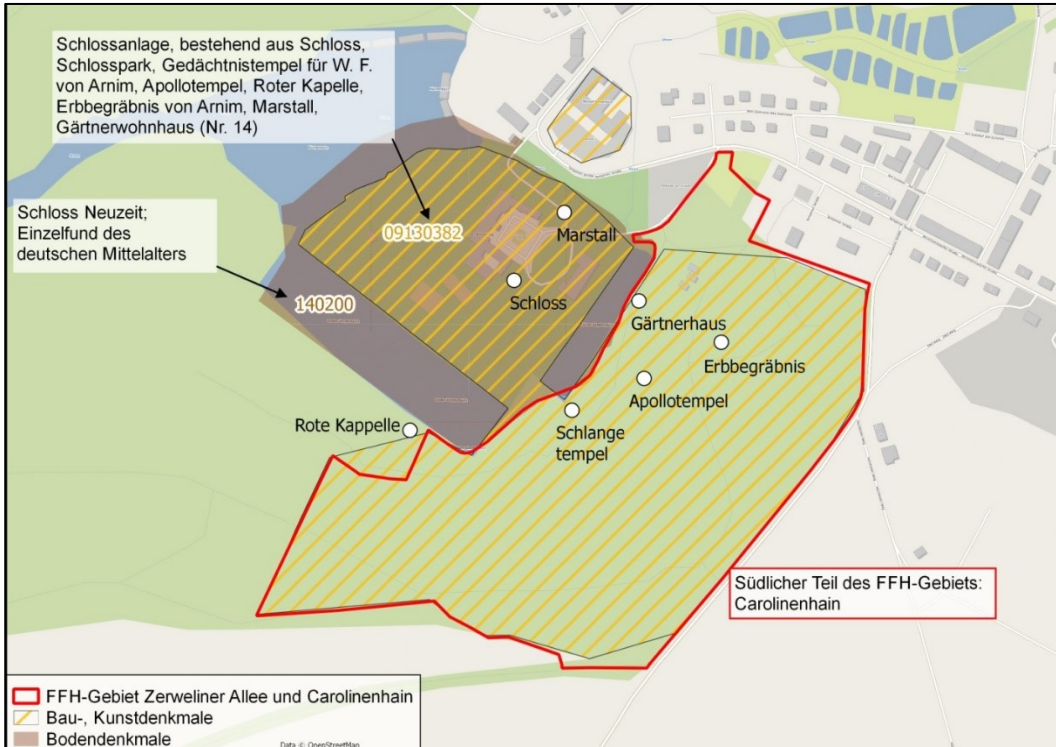 Schlossanlage, bestehend aus Schloss,
Schlosspark, Gedächtnistempel für W. F.
von Arnim, Apollotempel, Roter Kapelle,
Erbbegräbnis von Arnim, Marstall,
Gärtnerwohnhaus (Nr. 14)
Schloss Neuzeit;
Einzelfund des
deutschen Mittelalters
09130382
140200
Marstall
Schloss
Gärtnerhaus
Erbbegräbnis
Apollotempel
Schlange
tempel
Rote Kappelle
Südlicher Teil des FFH-Gebiets:
Carolinenhain
FFH-Gebiet Zerweliner Allee und Carolinenhain
Bau-, Kunstdenkmale
Bodendenkmale
Data © OpenStreetMap